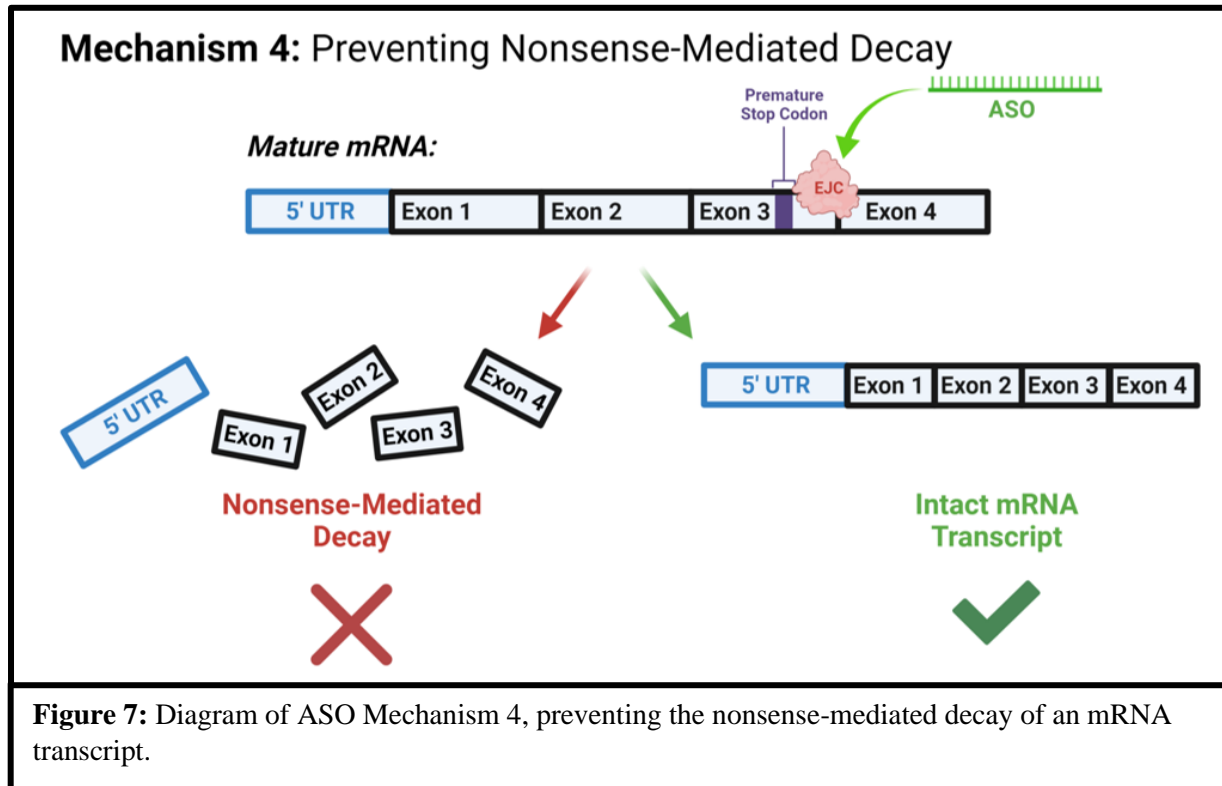 Mechanism 4: Preventing Nonsense-Mediated Decay
Premature
Stop Codon
ASO
Mature mRNA:
EJC
5' UTR
Exon 1
Exon 2
Exon 3
Exon 4
5' UTR
Exon 1
Exon 2
Exon 3
Exon 4
5' UTR
Exon 1
Exon 2
Exon 3
Exon 4
Nonsense-Mediated
Decay
Intact mRNA
Transcript
Figure 7: Diagram of ASO Mechanism 4, preventing the nonsense-mediated decay of an mRNA
transcript.